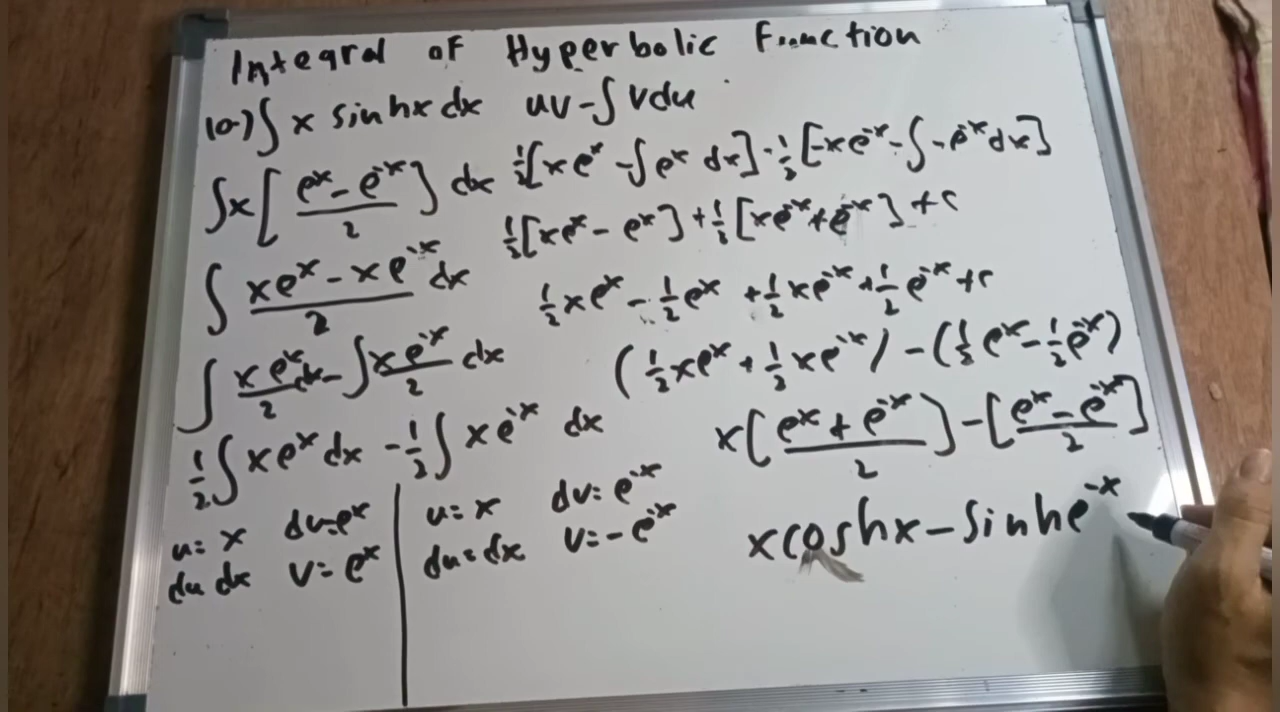 Integral of Hyperbolic Function
10.) ∫ x sinhx dx uv - ∫ vdu
∫x[(e^x - e^-x)/2] dx
∫ (xe^x - xe^-x)/2 dx
∫ xe^x/2 dx - ∫ xe^-x/2 dx
1/2 ∫ xe^x dx - 1/2 ∫ xe^-x dx
u= x dv=e^x
du dx v= e^x
u= x dv= e^-x
du=dx v= -e^-x
1/2[xe^x - ∫e^x dx] - 1/2[-xe^-x - ∫-e^-x dx]
1/2[xe^x - e^x] + 1/2[xe^-x + e^-x] + c
1/2 xe^x - 1/2 e^x + 1/2 xe^-x + 1/2 e^-x + c
(1/2 xe^x + 1/2 xe^-x) - (1/2 e^x - 1/2 e^-x)
x[(e^x + e^-x)/2] - [(e^x - e^-x)/2]
xcoshx - sinhe^-x